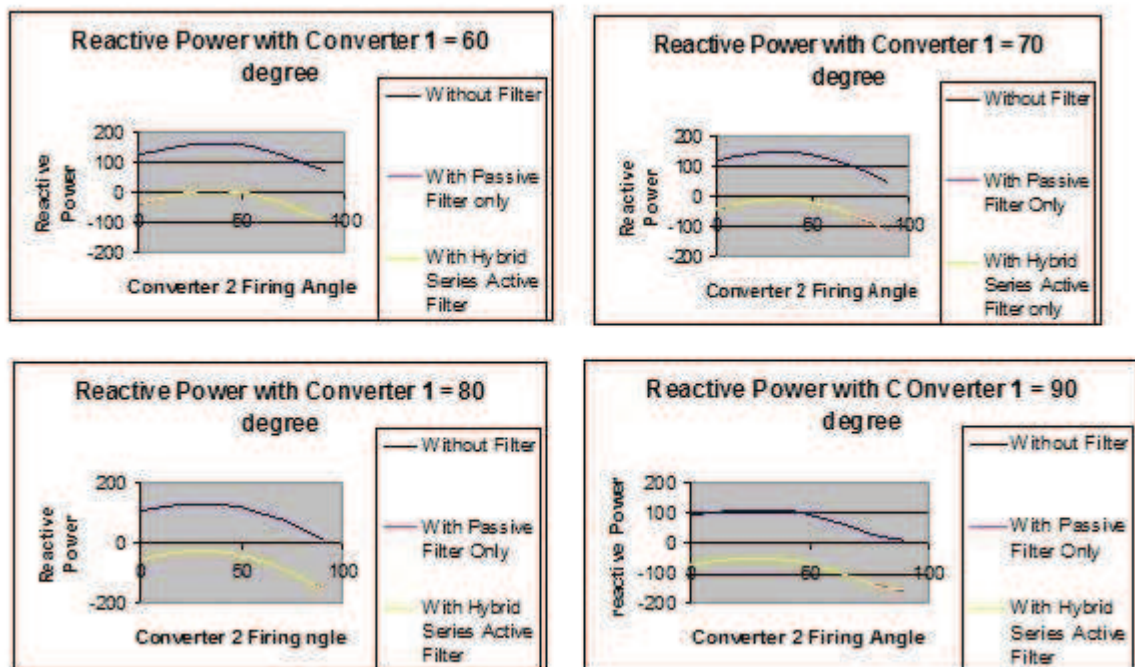 Reactive Power with Converter 1 = 60
degree
Without Filter
With Passive
Filter only
With Hybrid
Series Active
Filter
Reactive
Power
200
100
0
-100
-200
0
50
100
Converter 2 Firing Angle
Reactive Power with Converter 1 = 70
degree
Without Filter
With Passive
Filter Only
With Hybrid
Series Active
Filter only
Reactive
Power
200
100
0
-100
-200
0
50
100
Converter 2 Firing Angle
Reactive Power with Converter 1 = 80
degree
Without Filter
With Passive
Filter Only
With Hybrid
Series Active
Filter
Reactive
Power
200
0
-200
0
50
100
Converter 2 Firing ngle
Reactive Power with C Onverter 1 = 90
degree
Without Filter
With Passive
Filter Only
With Hybrid
Series Active
Filter
reactive Power
200
100
0
-100
-200
0
50
100
Converter 2 Firing Angle